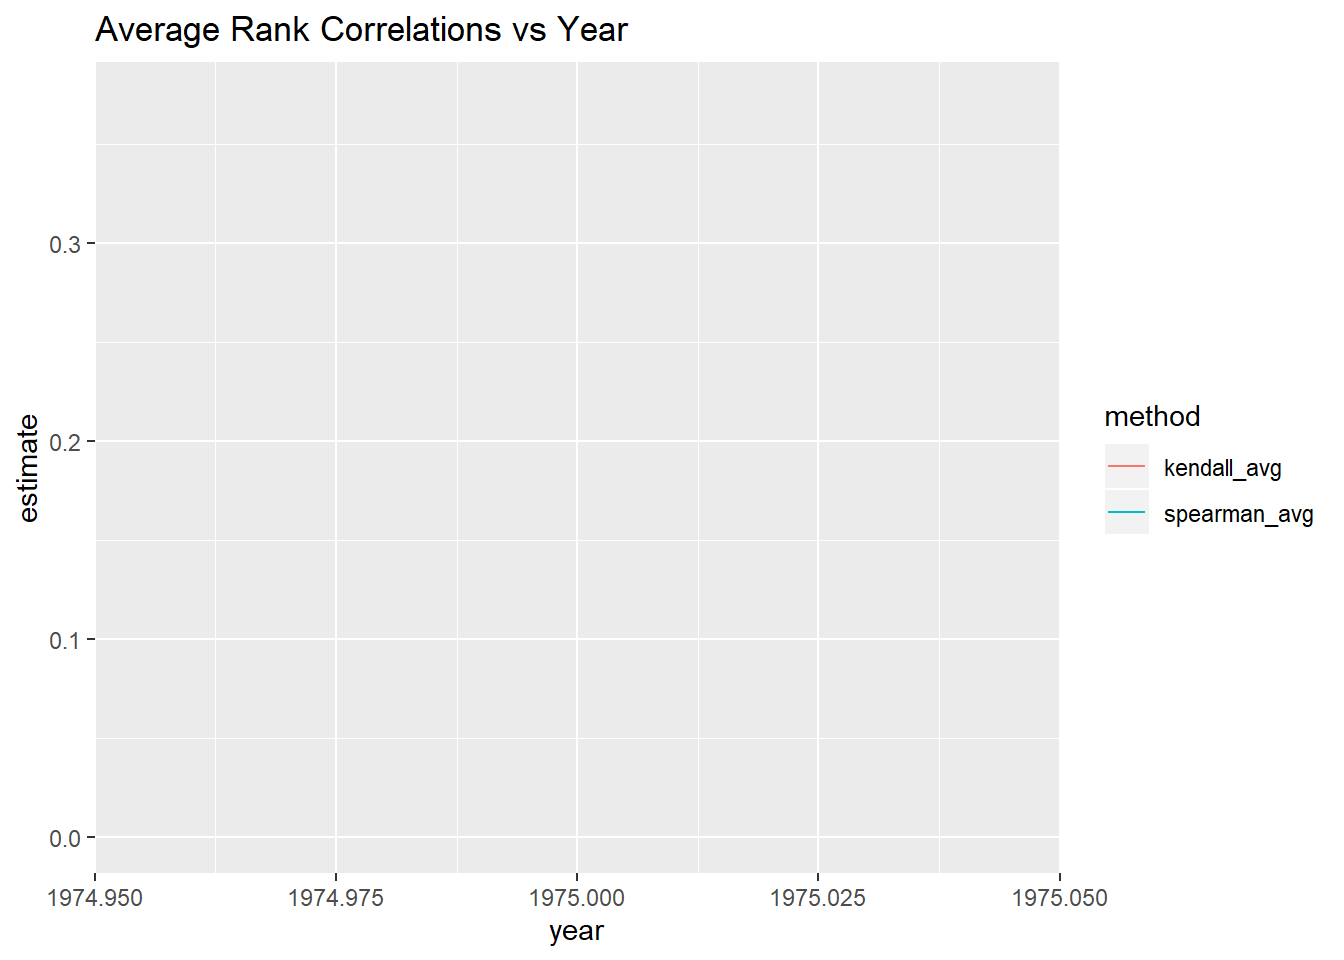 Average Rank Correlations vs Year
estimate
0.3
0.2
0.1
0.0
1974.950 1974.975 1975.000 1975.025 1975.050
year
method
kendall_avg
spearman_avg